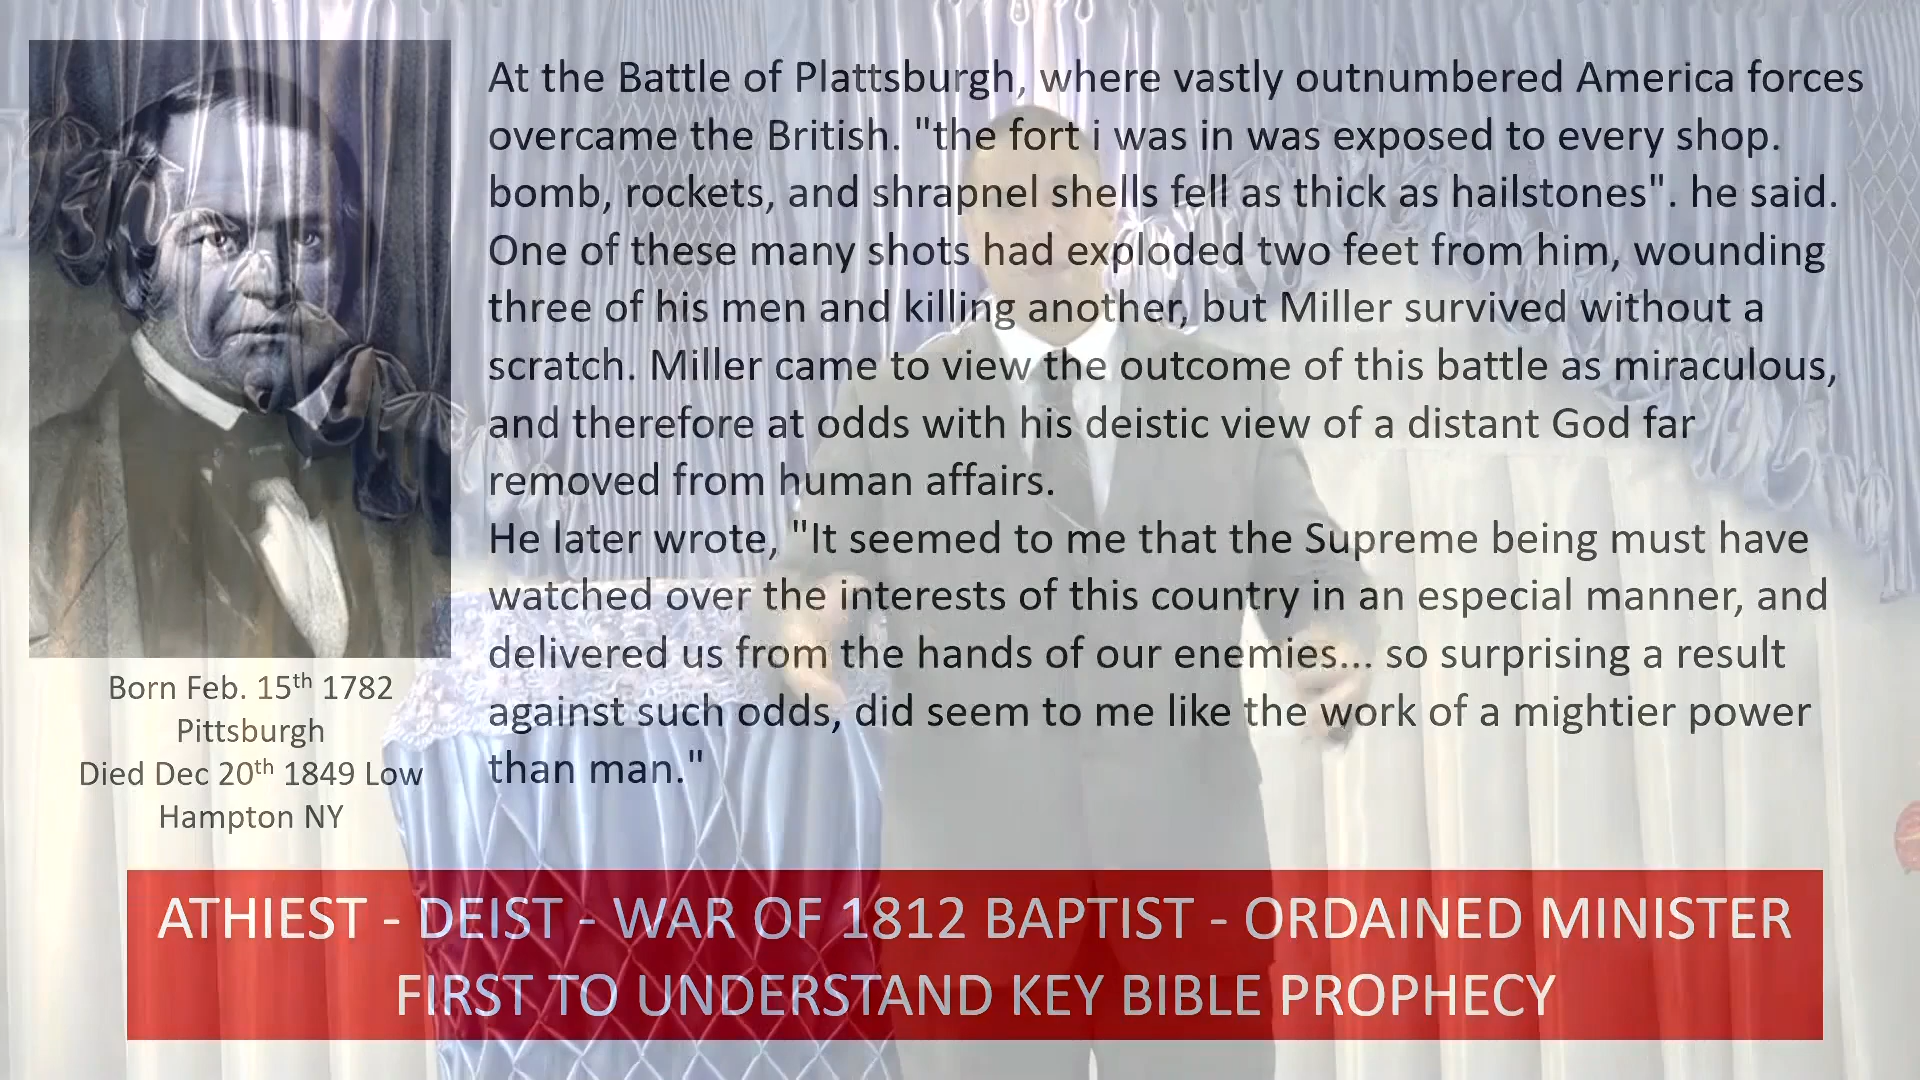 At the Battle of Plattsburgh, where vastly outnumbered America forces
overcame the British. "the fort i was in was exposed to every shop.
bomb, rockets, and shrapnel shells fell as thick as hailstones". he said.
One of these many shots had exploded two feet from him, wounding
three of his men and killing another, but Miller survived without a
scratch. Miller came to view the outcome of this battle as miraculous,
and therefore at odds with his deistic view of a distant God far
removed from human affairs.
He later wrote, "It seemed to me that the Supreme being must have
watched over the interests of this country in an especial manner, and
delivered us from the hands of our enemies... so surprising a result
against such odds, did seem to me like the work of a mightier power
than man."
Born Feb. 15th 1782
Pittsburgh
Died Dec 20th 1849 Low
Hampton NY
ATHIEST - DEIST - WAR OF 1812 BAPTIST - ORDAINED MINISTER
FIRST TO UNDERSTAND KEY BIBLE PROPHECY